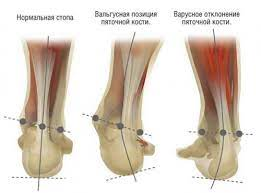 Нормальная стопа
Вальгусная позиция
пяточной кости.
Варусное отклонение
пяточной кости.